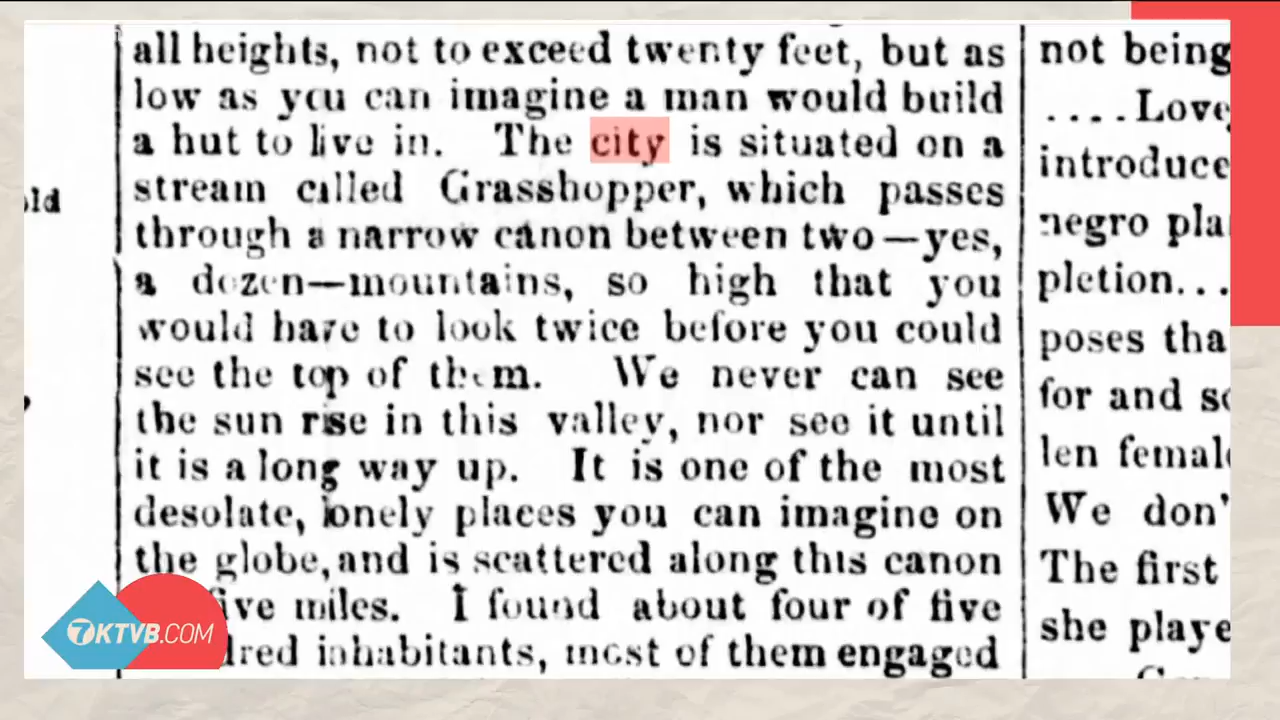 all heights, not to exceed twenty feet, but as
low as you can imagine a man would build
a hut to live in. The city is situated on a
stream called Grasshopper, which passes
through a narrow canon between two—yes,
a dozen—mountains, so high that you
would have to look twice before you could
see the top of them. We never can see
the sun rise in this valley, nor see it until
it is a long way up. It is one of the most
desolate, lonely places you can imagine on
the globe, and is scattered along this canon
five miles. I found about four of five
dred inhabitants, most of them engaged
ld
not being
....Love
introduce
negro pla
pletion...
poses tha
for and so
len femal
We don'
The first
she playe
7KTVB.COM